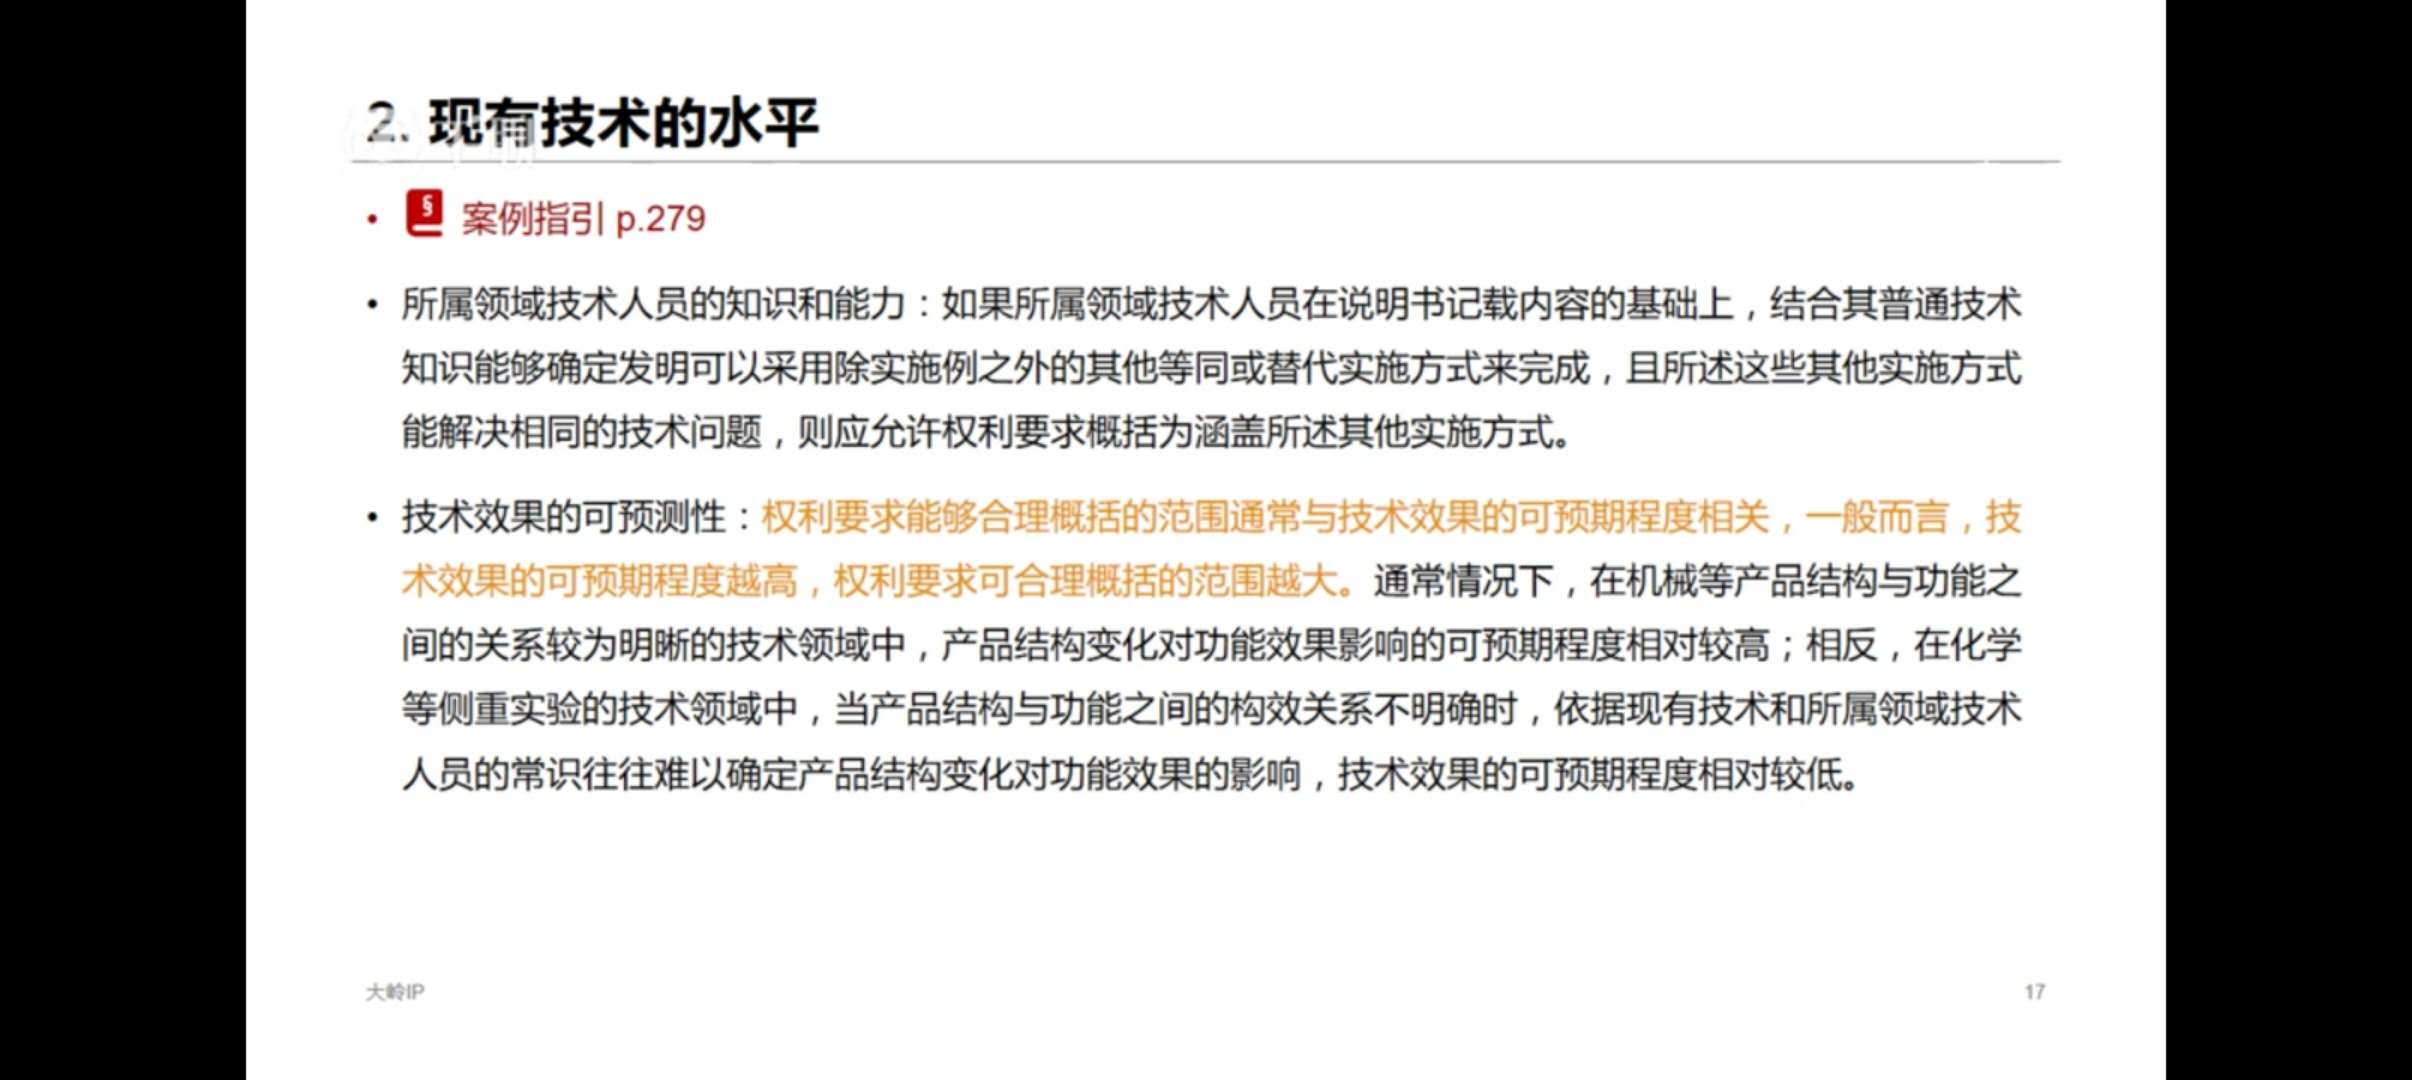 2. 现有技术的水平
• § 案例指引 p.279
• 所属领域技术人员的知识和能力：如果所属领域技术人员在说明书记载内容的基础上，结合其普通技术
知识能够确定发明可以采用除实施例之外的其他等同或替代实施方式来完成，且所述这些其他实施方式
能解决相同的技术问题，则应允许权利要求概括为涵盖所述其他实施方式。
• 技术效果的可预测性：权利要求能够合理概括的范围通常与技术效果的可预期程度相关，一般而言，技
术效果的可预期程度越高，权利要求可合理概括的范围越大。通常情况下，在机械等产品结构与功能之
间的关系较为明晰的技术领域中，产品结构变化对功能效果影响的可预期程度相对较高；相反，在化学
等侧重实验的技术领域中，当产品结构与功能之间的构效关系不明确时，依据现有技术和所属领域技术
人员的常识往往难以确定产品结构变化对功能效果的影响，技术效果的可预期程度相对较低。
大岭IP
17